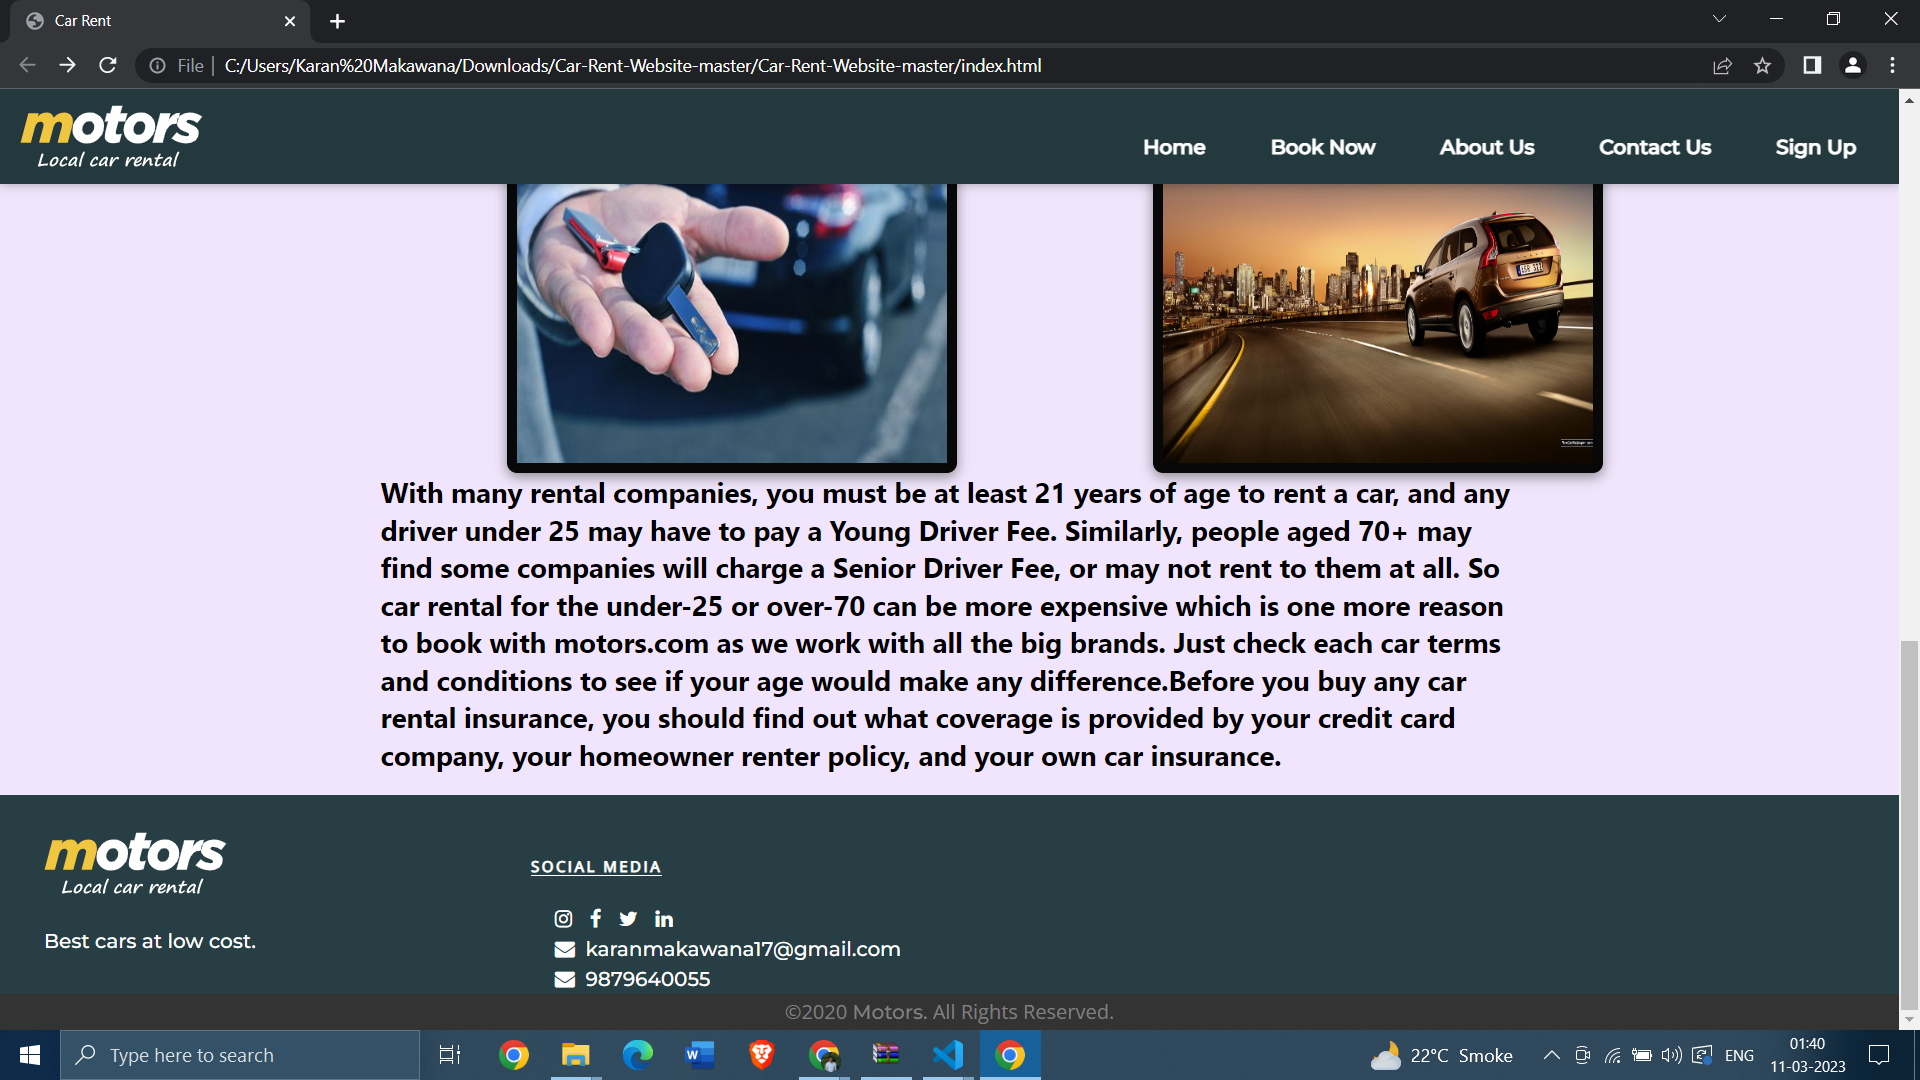 Car Rent
File
C:/Users/Karan%20Makawana/Downloads/Car-Rent-Website-master/Car-Rent-Website-master/index.html
motors
Local car rental
Home
Book Now
About Us
Contact Us
Sign Up
With many rental companies, you must be at least 21 years of age to rent a car, and any
driver under 25 may have to pay a Young Driver Fee. Similarly, people aged 70+ may
find some companies will charge a Senior Driver Fee, or may not rent to them at all. So
car rental for the under-25 or over-70 can be more expensive which is one more reason
to book with motors.com as we work with all the big brands. Just check each car terms
and conditions to see if your age would make any difference.Before you buy any car
rental insurance, you should find out what coverage is provided by your credit card
company, your homeowner renter policy, and your own car insurance.
motors
Local car rental
Best cars at low cost.
SOCIAL MEDIA
karanmakawana17@gmail.com
9879640055
©2020 Motors. All Rights Reserved.
Type here to search
22°C Smoke
ENG
01:40
11-03-2023